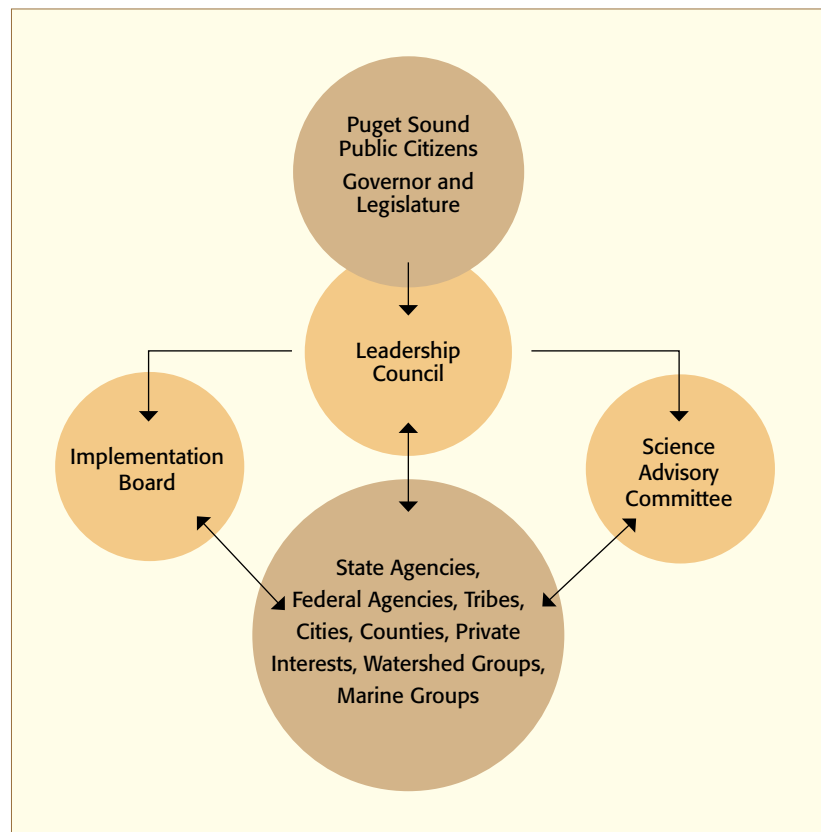 Puget Sound
Public Citizens
Governor and
Legislature
Leadership
Council
Implementation
Board
Science
Advisory
Committee
State Agencies,
Federal Agencies, Tribes,
Cities, Counties, Private
Interests, Watershed Groups,
Marine Groups